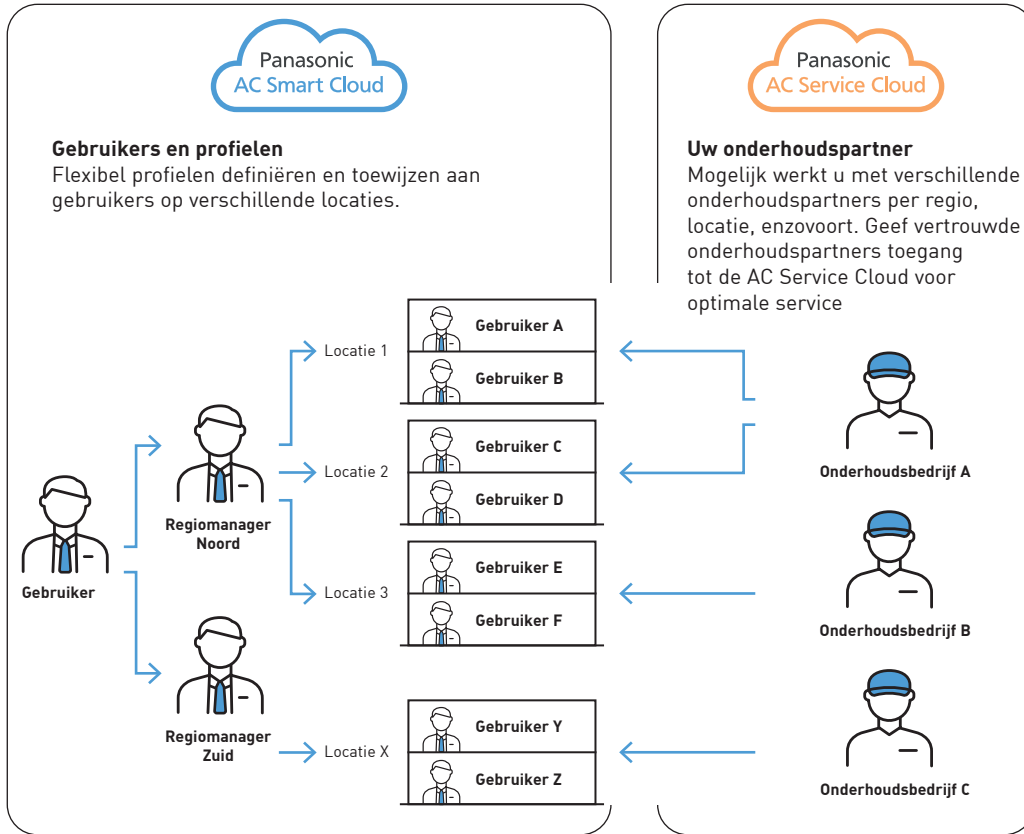 Panasonic
AC Smart Cloud
Gebruikers en profielen
Flexibel profielen definiëren en toewijzen aan
gebruikers op verschillende locaties.
Panasonic
AC Service Cloud
Uw onderhoudspartner
Mogelijk werkt u met verschillende
onderhoudspartners per regio,
locatie, enzovoort. Geef vertrouwde
onderhoudspartners toegang
tot de AC Service Cloud voor
optimale service
Gebruiker
Regiomanager
Noord
Regiomanager
Zuid
Locatie 1
Gebruiker A
Gebruiker B
Locatie 2
Gebruiker C
Gebruiker D
Locatie 3
Gebruiker E
Gebruiker F
Locatie X
Gebruiker Y
Gebruiker Z
Onderhoudsbedrijf A
Onderhoudsbedrijf B
Onderhoudsbedrijf C